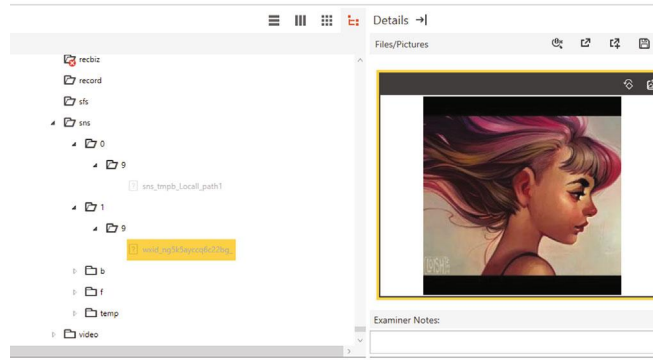 Details
Files/Pictures
recbiz
record
sfs
sns
0
9
sns_tmpb_Locall_path1
1
9
b
f
temp
video
Examiner Notes: